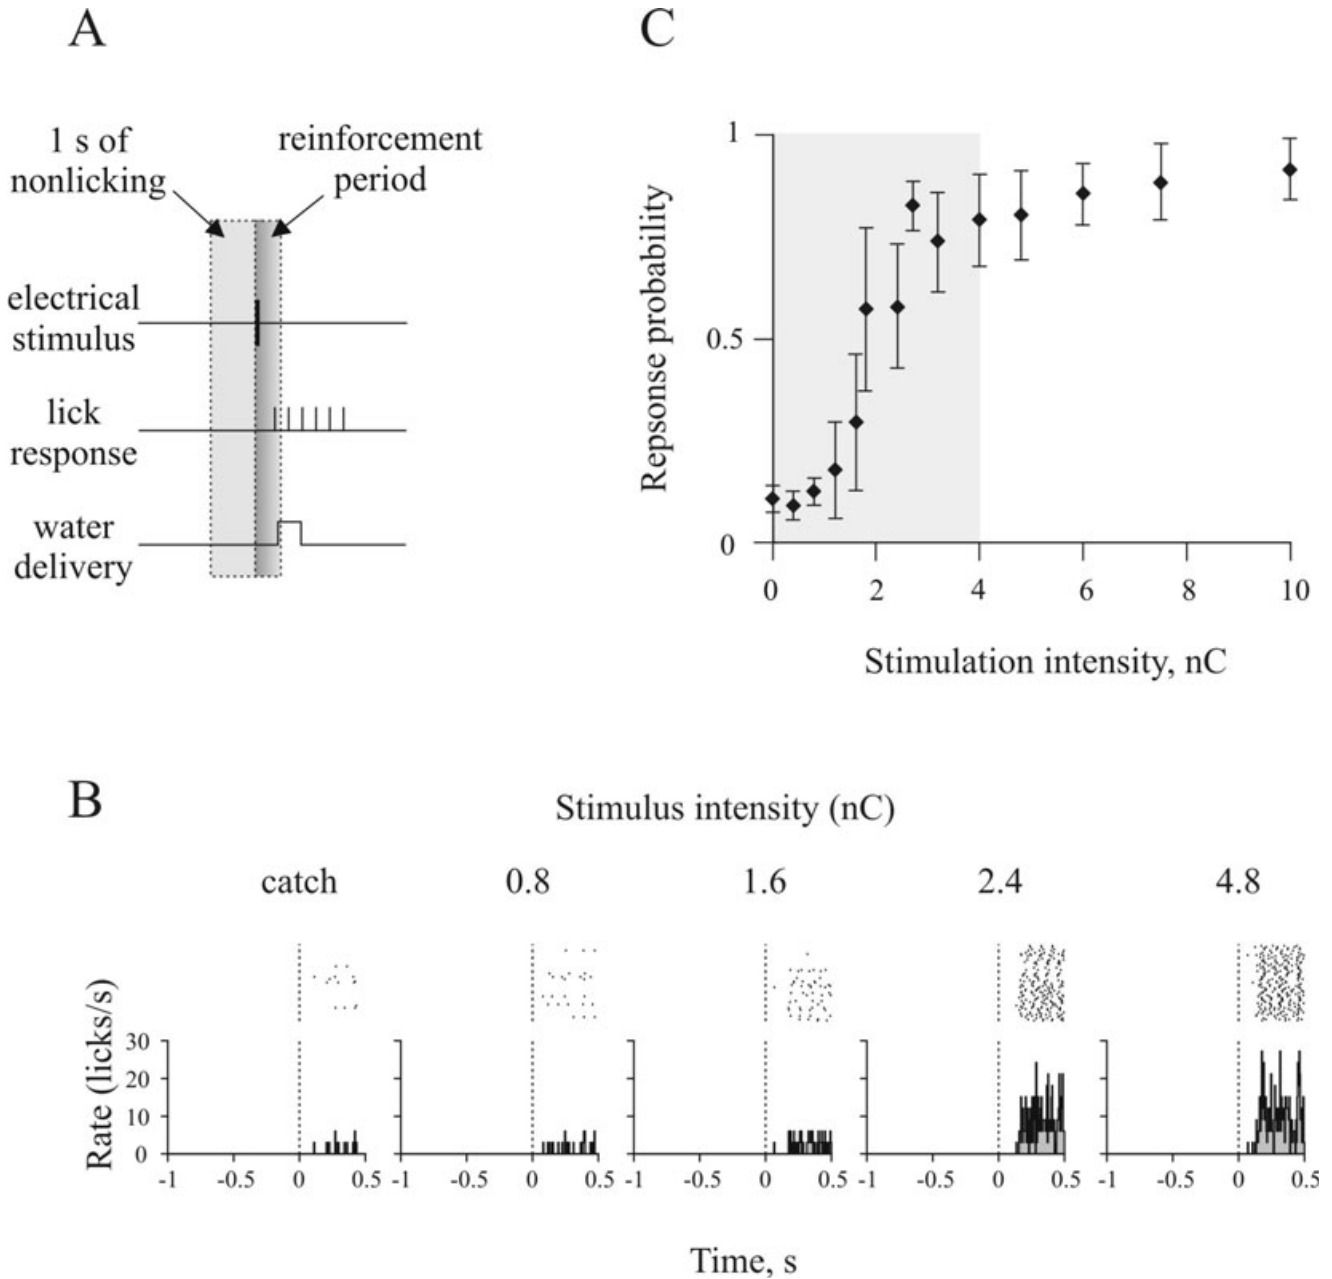 A
1 s of
nonlicking
reinforcement
period
electrical
stimulus
lick
response
water
delivery
C
Repsonse probability
1
0.5
0
0 2 4 6 8 10
Stimulation intensity, nC
B
Stimulus intensity (nC)
catch 0.8 1.6 2.4 4.8
Rate (licks/s)
30
20
10
0
-1 -0.5 0 0.5 -1 -0.5 0 0.5 -1 -0.5 0 0.5 -1 -0.5 0 0.5 -1 -0.5 0 0.5
Time, s